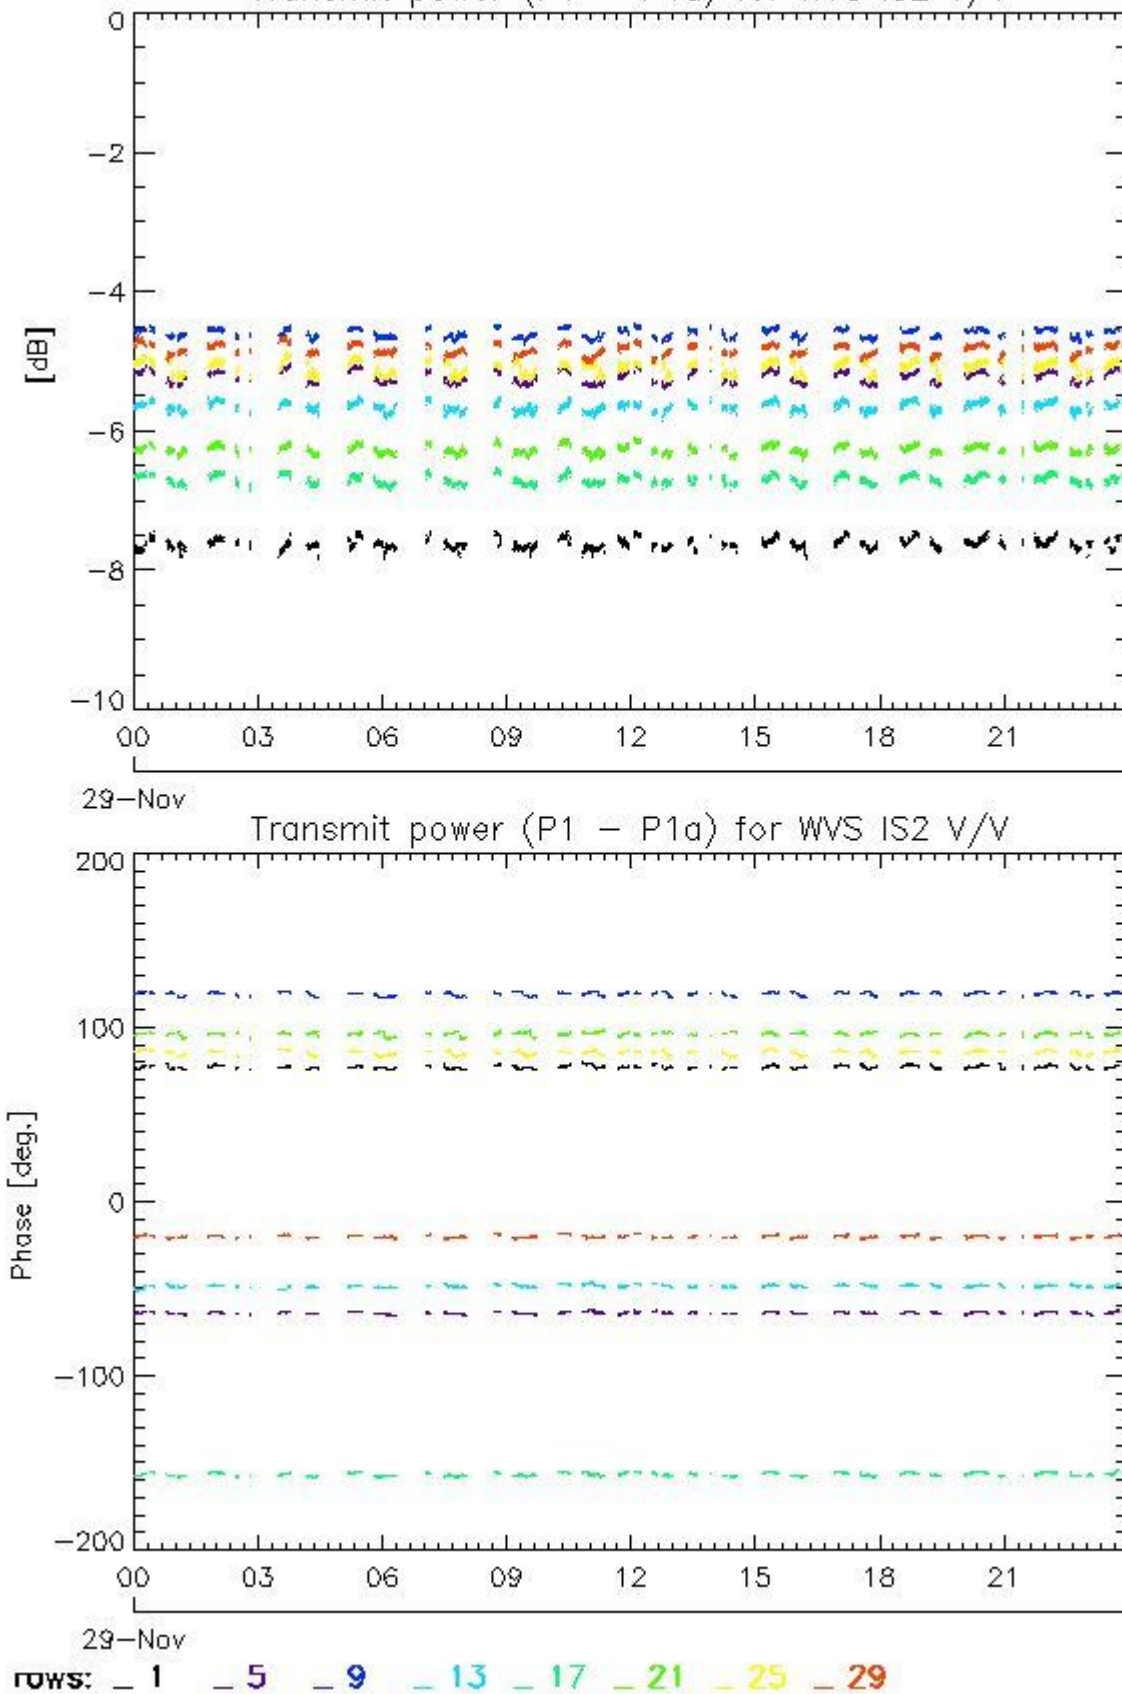 0
−2
−4
[dB]
−6
−8
−10
00 03 06 09 12 15 18 21
29−Nov
Transmit power (P1 − P1a) for WVS IS2 V/V
200
100
0
Phase [deg.]
−100
−200
00 03 06 09 12 15 18 21
29−Nov
rows: _ 1 _ 5 _ 9 _ 13 _ 17 _ 21 _ 25 _ 29